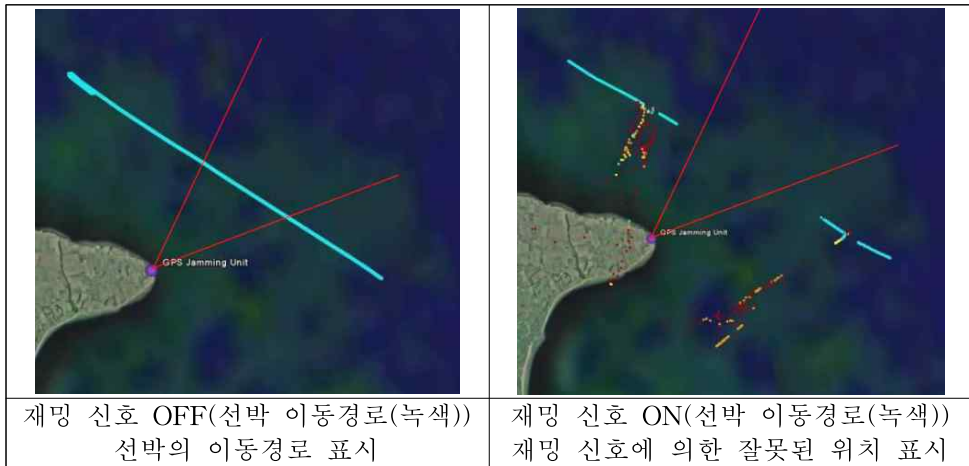 GPS Jamming Unit
GPS Jamming Unit
재밍 신호 OFF(선박 이동경로(녹색))
선박의 이동경로 표시
재밍 신호 ON(선박 이동경로(녹색))
재밍 신호에 의한 잘못된 위치 표시